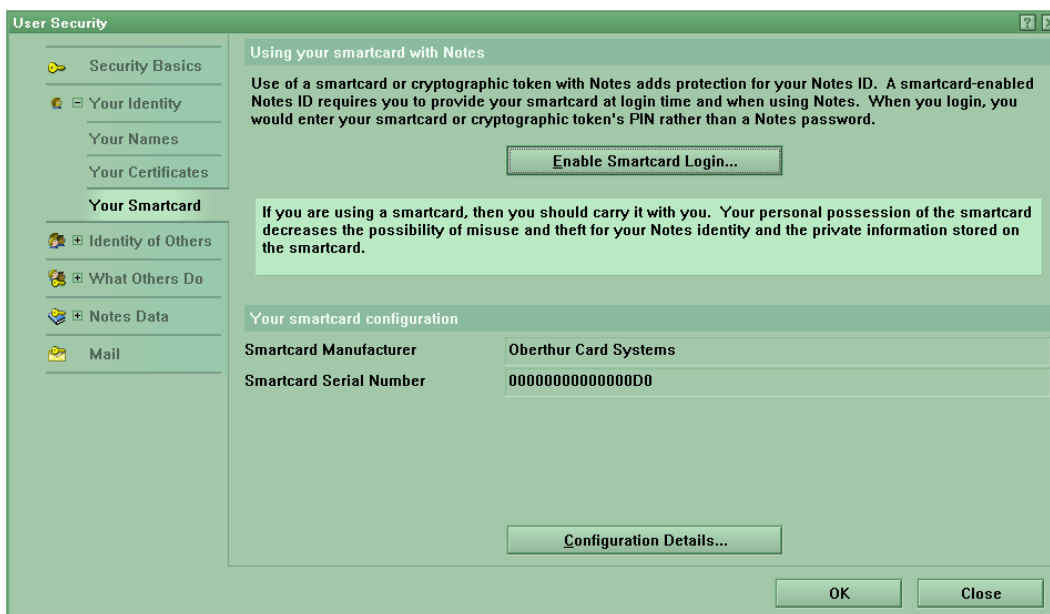 User Security
Security Basics
Your Identity
Your Names
Your Certificates
Your Smartcard
Identity of Others
What Others Do
Notes Data
Mail
Using your smartcard with Notes
Use of a smartcard or cryptographic token with Notes adds protection for your Notes ID. A smartcard-enabled
Notes ID requires you to provide your smartcard at login time and when using Notes. When you login, you
would enter your smartcard or cryptographic token's PIN rather than a Notes password.
Enable Smartcard Login...
If you are using a smartcard, then you should carry it with you. Your personal possession of the smartcard
decreases the possibility of misuse and theft for your Notes identity and the private information stored on
the smartcard.
Your smartcard configuration
Smartcard Manufacturer Oberthur Card Systems
Smartcard Serial Number 00000000000000D0
Configuration Details...
OK Close